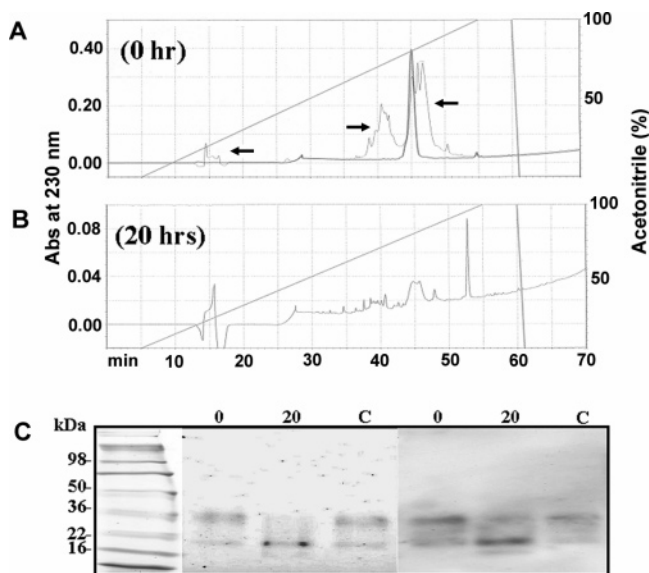 A
(0 hr)
0.40
0.20
0.00
100
50
Abs at 230 nm
Acetonitrile (%)
B
(20 hrs)
0.08
0.04
0.00
100
50
min 10 20 30 40 50 60 70
C
kDa
0 20 C 0 20 C
98-
50-
36-
22-
16-